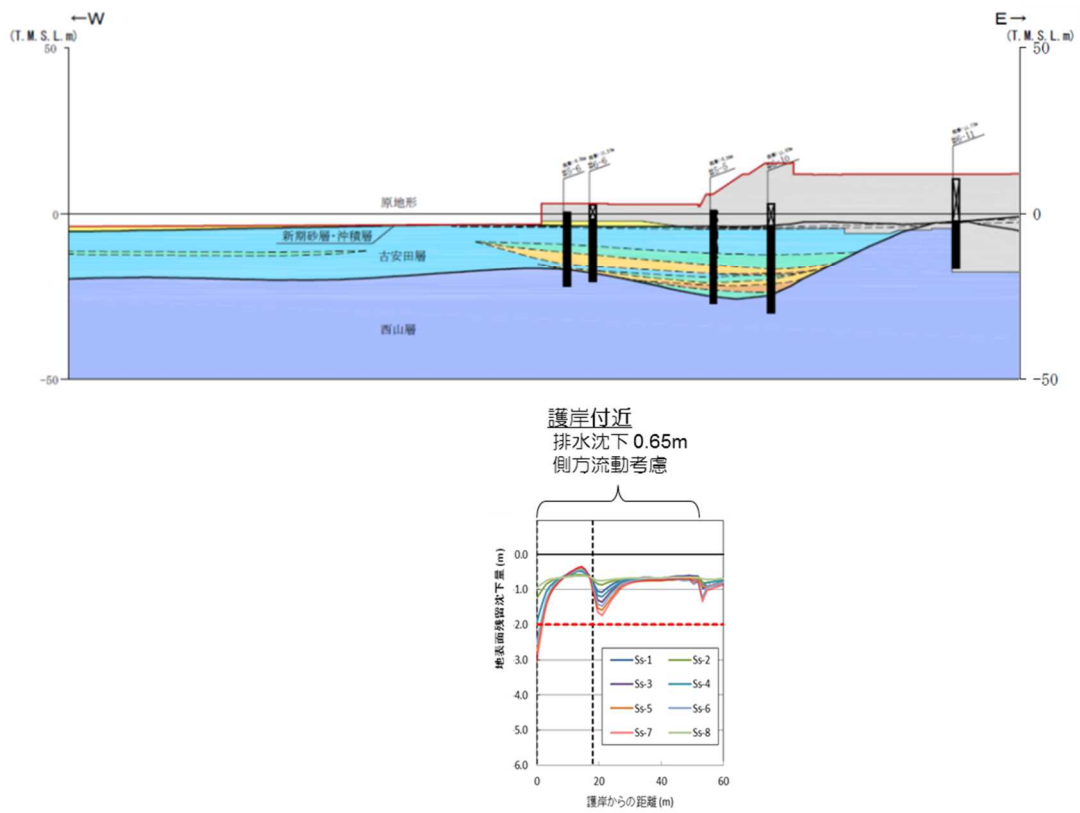 ←W
E→
(T. M. S. L. m)
(T. M. S. L. m)
50
50
原地形
0
0
新期砂層・沖積層
古安田層
西山層
-50
-50
護岸付近
排水沈下 0.65m
側方流動考慮
地表面残留沈下量(m)
0.0
1.0
2.0
3.0
4.0
5.0
6.0
Ss-1
Ss-2
Ss-3
Ss-4
Ss-5
Ss-6
Ss-7
Ss-8
0
20
40
60
護岸からの距離(m)